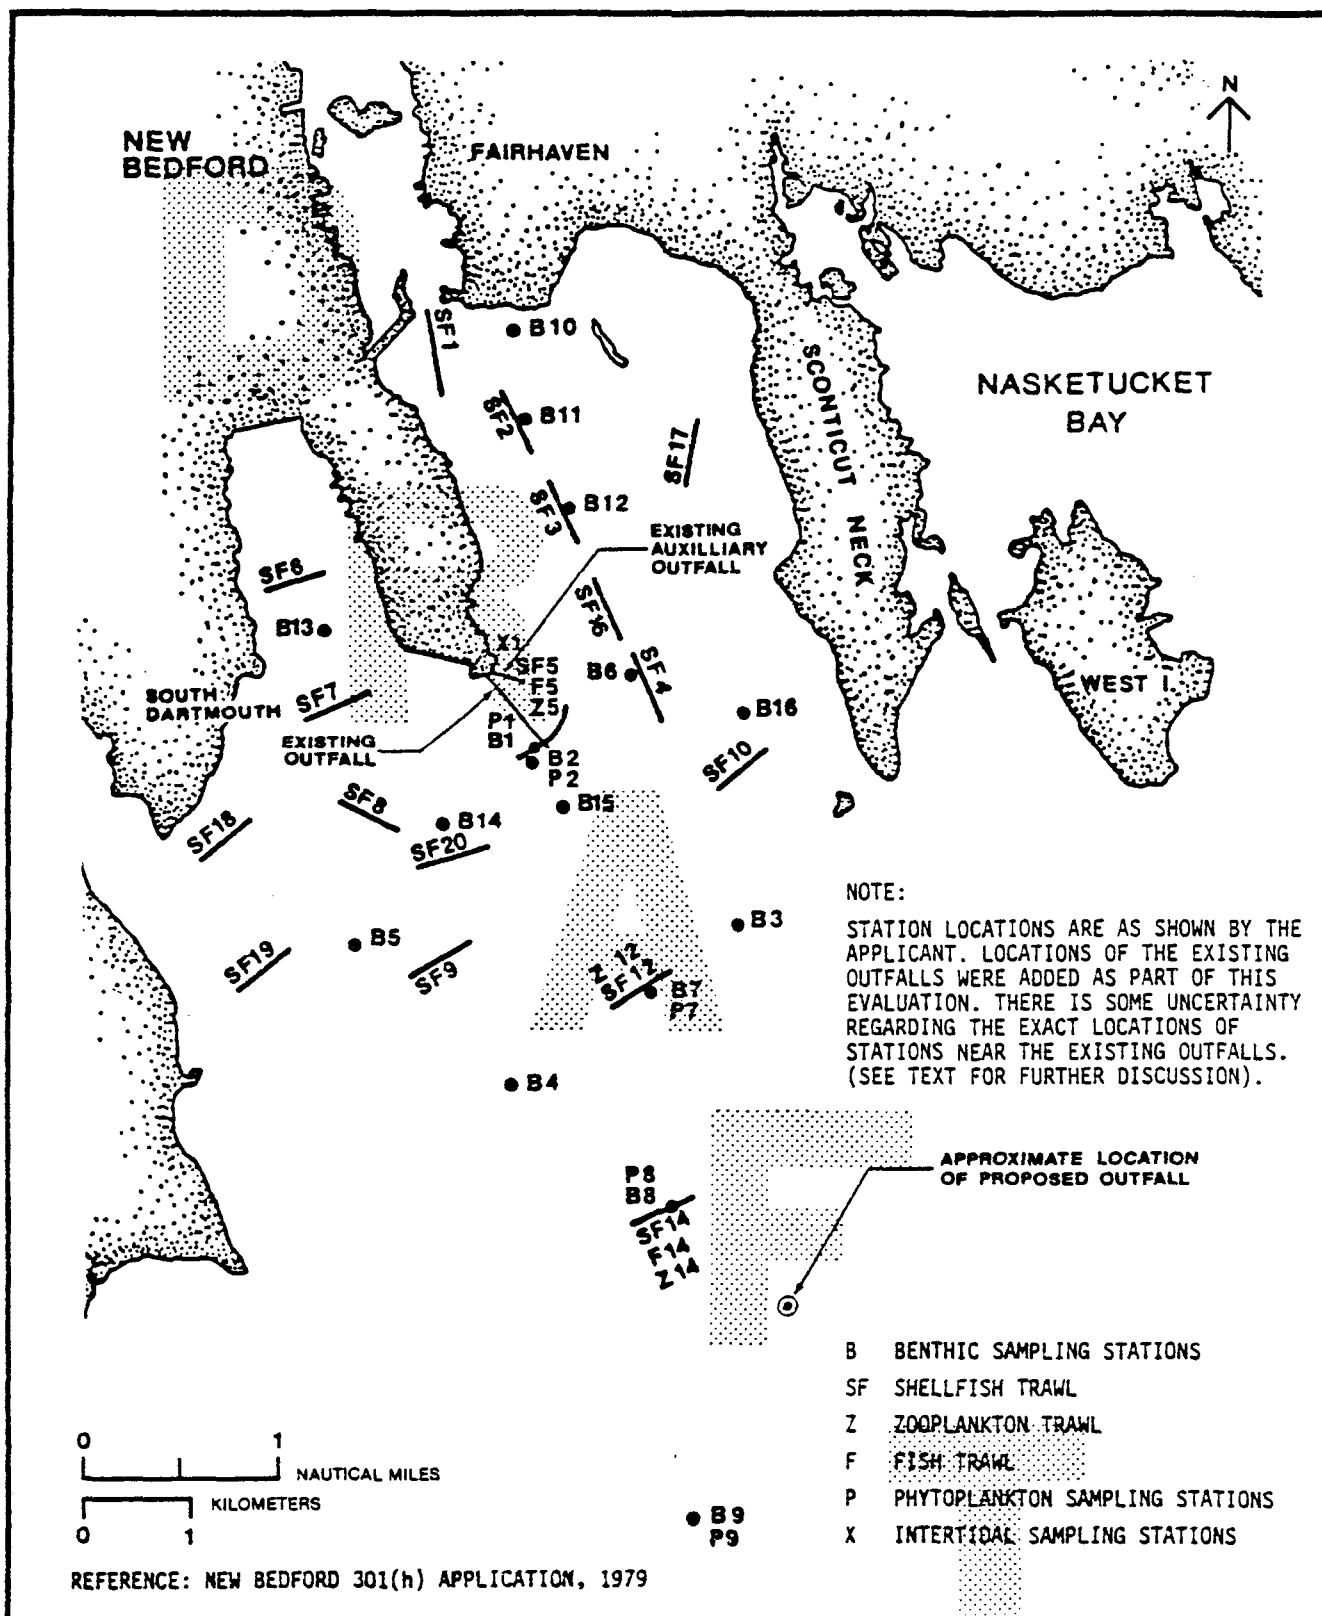 N
NEW
BEDFORD
FAIRHAVEN
SF1
B10
SCONTICUT NECK
NASKETUCKET
BAY
SF2
B11
SF17
SF3
B12
EXISTING
AUXILLIARY
OUTFALL
SF6
SF16
B13
X1
SF5
F5
Z5
B6
SF4
SOUTH
DARTMOUTH
SF7
WEST I.
P1
B1
B16
EXISTING
OUTFALL
B2
P2
SF10
SF8
B15
SF18
B14
SF20
B3
NOTE:
STATION LOCATIONS ARE AS SHOWN BY THE
APPLICANT. LOCATIONS OF THE EXISTING
OUTFALLS WERE ADDED AS PART OF THIS
EVALUATION. THERE IS SOME UNCERTAINTY
REGARDING THE EXACT LOCATIONS OF
STATIONS NEAR THE EXISTING OUTFALLS.
(SEE TEXT FOR FURTHER DISCUSSION).
B5
SF19
SF9
Z 12
SF12
B7
P7
B4
APPROXIMATE LOCATION
OF PROPOSED OUTFALL
P8
B8
SF14
F14
Z14
B BENTHIC SAMPLING STATIONS
SF SHELLFISH TRAWL
Z ZOOPLANKTON TRAWL
F FISH TRAWL
P PHYTOPLANKTON SAMPLING STATIONS
X INTERTIDAL SAMPLING STATIONS
0 1
NAUTICAL MILES
KILOMETERS
0 1
B9
P9
REFERENCE: NEW BEDFORD 301(h) APPLICATION, 1979
DRAFT